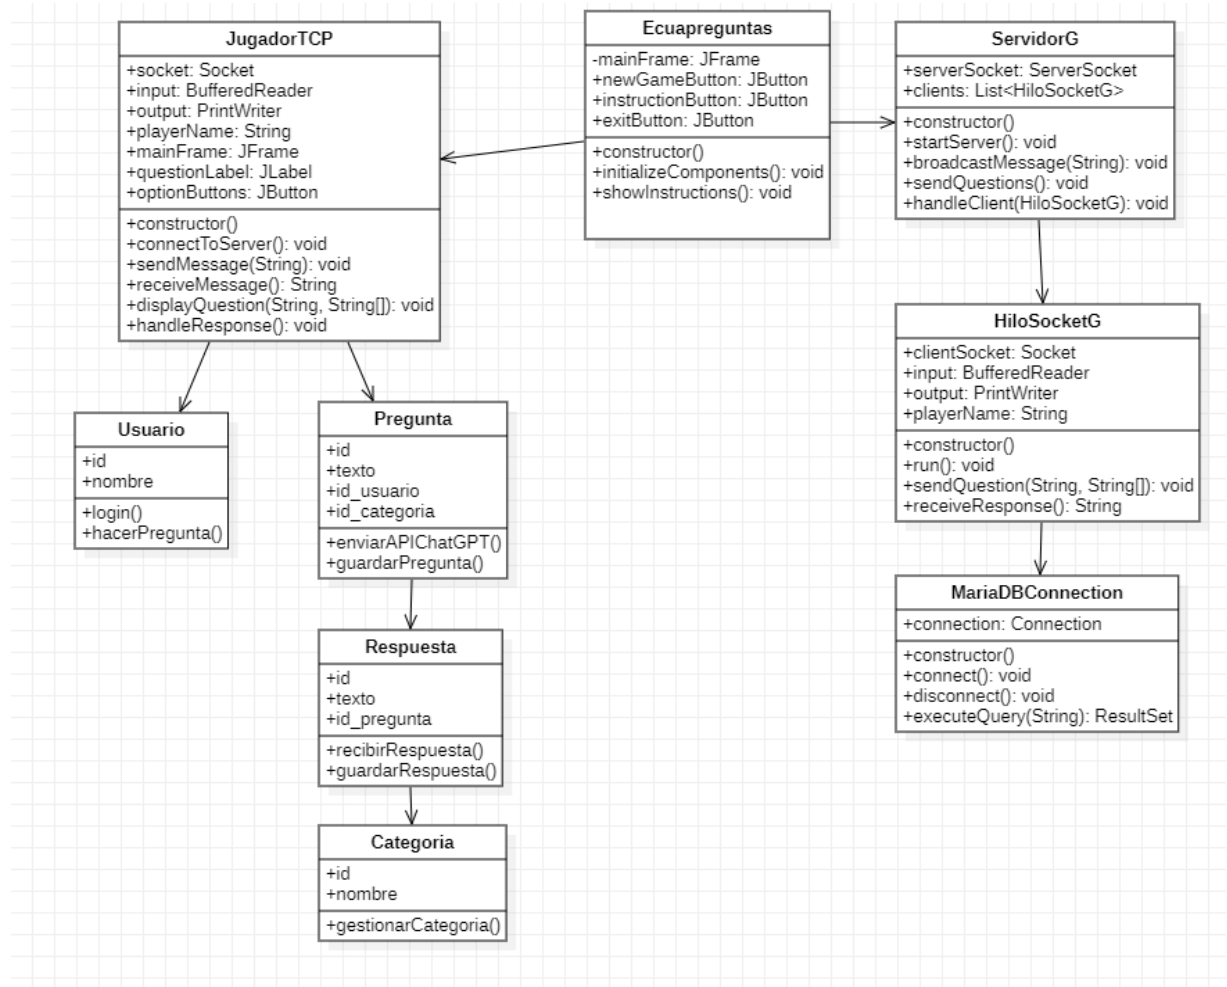 JugadorTCP
+socket: Socket
+input: BufferedReader
+output: PrintWriter
+playerName: String
+mainFrame: JFrame
+questionLabel: JLabel
+optionButtons: JButton
+constructor()
+connectToServer(): void
+sendMessage(String): void
+receiveMessage(): String
+displayQuestion(String, String[]): void
+handleResponse(): void
Ecuapreguntas
-mainFrame: JFrame
+newGameButton: JButton
+instructionButton: JButton
+exitButton: JButton
+constructor()
+initializeComponents(): void
+showInstructions(): void
ServidorG
+serverSocket: ServerSocket
+clients: List<HiloSocketG>
+constructor()
+startServer(): void
+broadcastMessage(String): void
+sendQuestions(): void
+handleClient(HiloSocketG): void
HiloSocketG
+clientSocket: Socket
+input: BufferedReader
+output: PrintWriter
+playerName: String
+constructor()
+run(): void
+sendQuestion(String, String[]): void
+receiveResponse(): String
Usuario
+id
+nombre
+login()
+hacerPregunta()
Pregunta
+id
+texto
+id_usuario
+id_categoria
+enviarAPIChatGPT()
+guardarPregunta()
MariaDBConnection
+connection: Connection
+constructor()
+connect(): void
+disconnect(): void
+executeQuery(String): ResultSet
Respuesta
+id
+texto
+id_pregunta
+recibirRespuesta()
+guardarRespuesta()
Categoria
+id
+nombre
+gestionarCategoria()